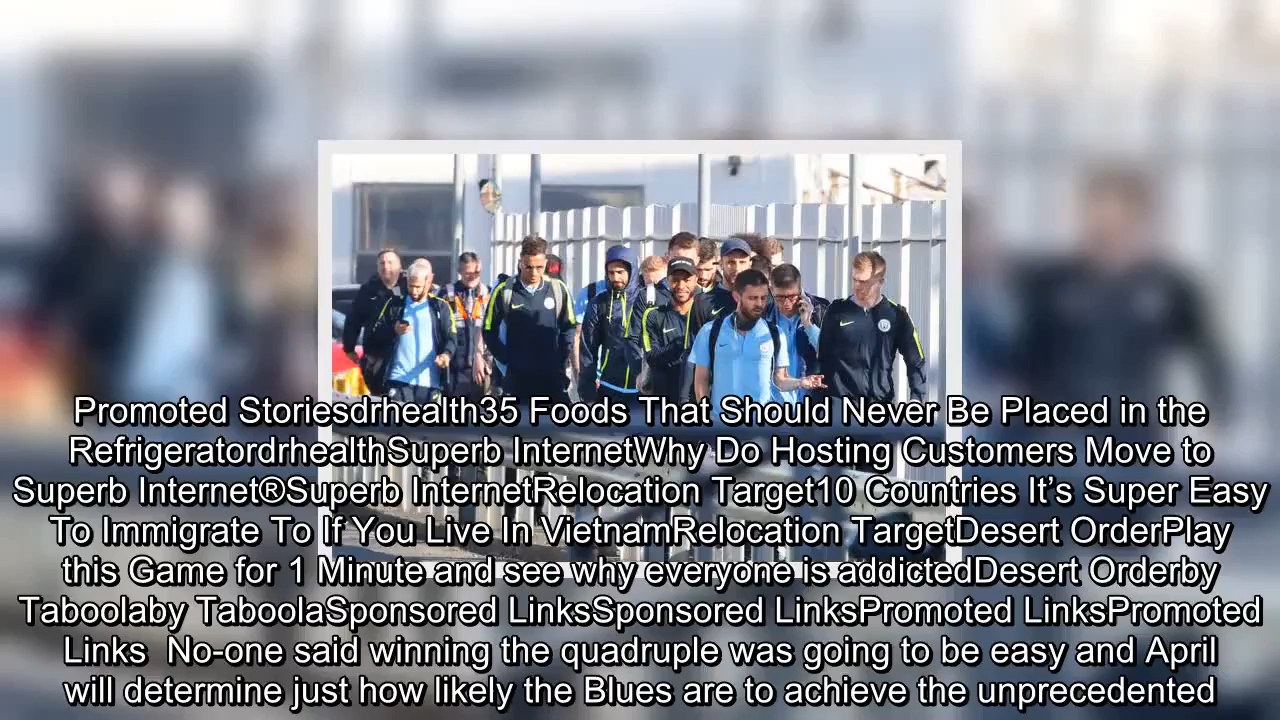 Promoted Storiesdrhealth35 Foods That Should Never Be Placed in the
RefrigeratordrhealthSuperb InternetWhy Do Hosting Customers Move to
Superb Internet®Superb InternetRelocation Target10 Countries It’s Super Easy
To Immigrate To If You Live In VietnamRelocation TargetDesert OrderPlay
this Game for 1 Minute and see why everyone is addictedDesert Orderby
Taboolaby TaboolaSponsored LinksSponsored LinksPromoted LinksPromoted
Links  No-one said winning the quadruple was going to be easy and April
will determine just how likely the Blues are to achieve the unprecedented